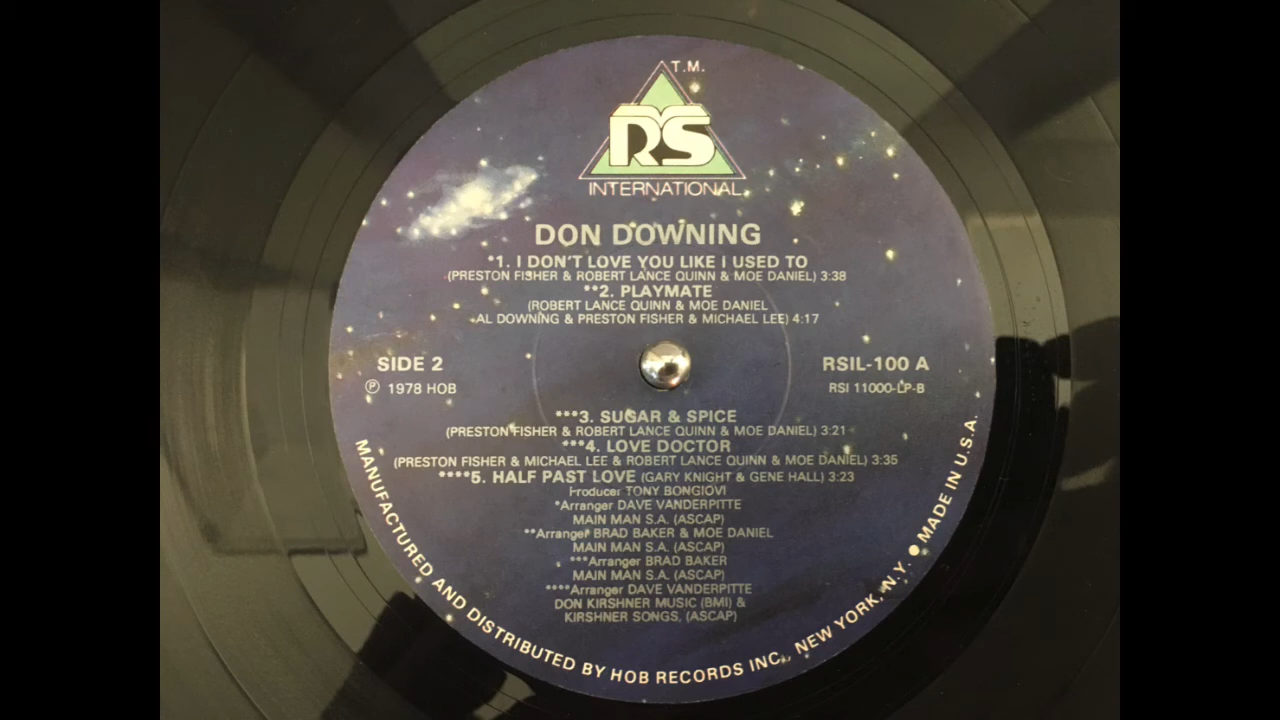 T.M.
RS
INTERNATIONAL
DON DOWNING
*1. I DON'T LOVE YOU LIKE I USED TO
(PRESTON FISHER & ROBERT LANCE QUINN & MOE DANIEL) 3:38
**2. PLAYMATE
(ROBERT LANCE QUINN & MOE DANIEL
AL DOWNING & PRESTON FISHER & MICHAEL LEE) 4:17
SIDE 2
RSIL-100 A
℗ 1978 HOB
RSI 11000-LP-B
***3. SUGAR & SPICE
(PRESTON FISHER & ROBERT LANCE QUINN & MOE DANIEL) 3:21
***4. LOVE DOCTOR
(PRESTON FISHER & MICHAEL LEE & ROBERT LANCE QUINN & MOE DANIEL) 3:35
****5. HALF PAST LOVE (GARY KNIGHT & GENE HALL) 3:23
Producer TONY BONGIOVI
*Arranger DAVE VANDERPITTE
MAIN MAN S.A. (ASCAP)
**Arranger BRAD BAKER & MOE DANIEL
MAIN MAN S.A. (ASCAP)
***Arranger BRAD BAKER
MAIN MAN S.A. (ASCAP)
****Arranger DAVE VANDERPITTE
DON KIRSHNER MUSIC (BMI) &
KIRSHNER SONGS, (ASCAP)
MANUFACTURED AND DISTRIBUTED BY HOB RECORDS INC., NEW YORK, N.Y. ● MADE IN U.S.A.